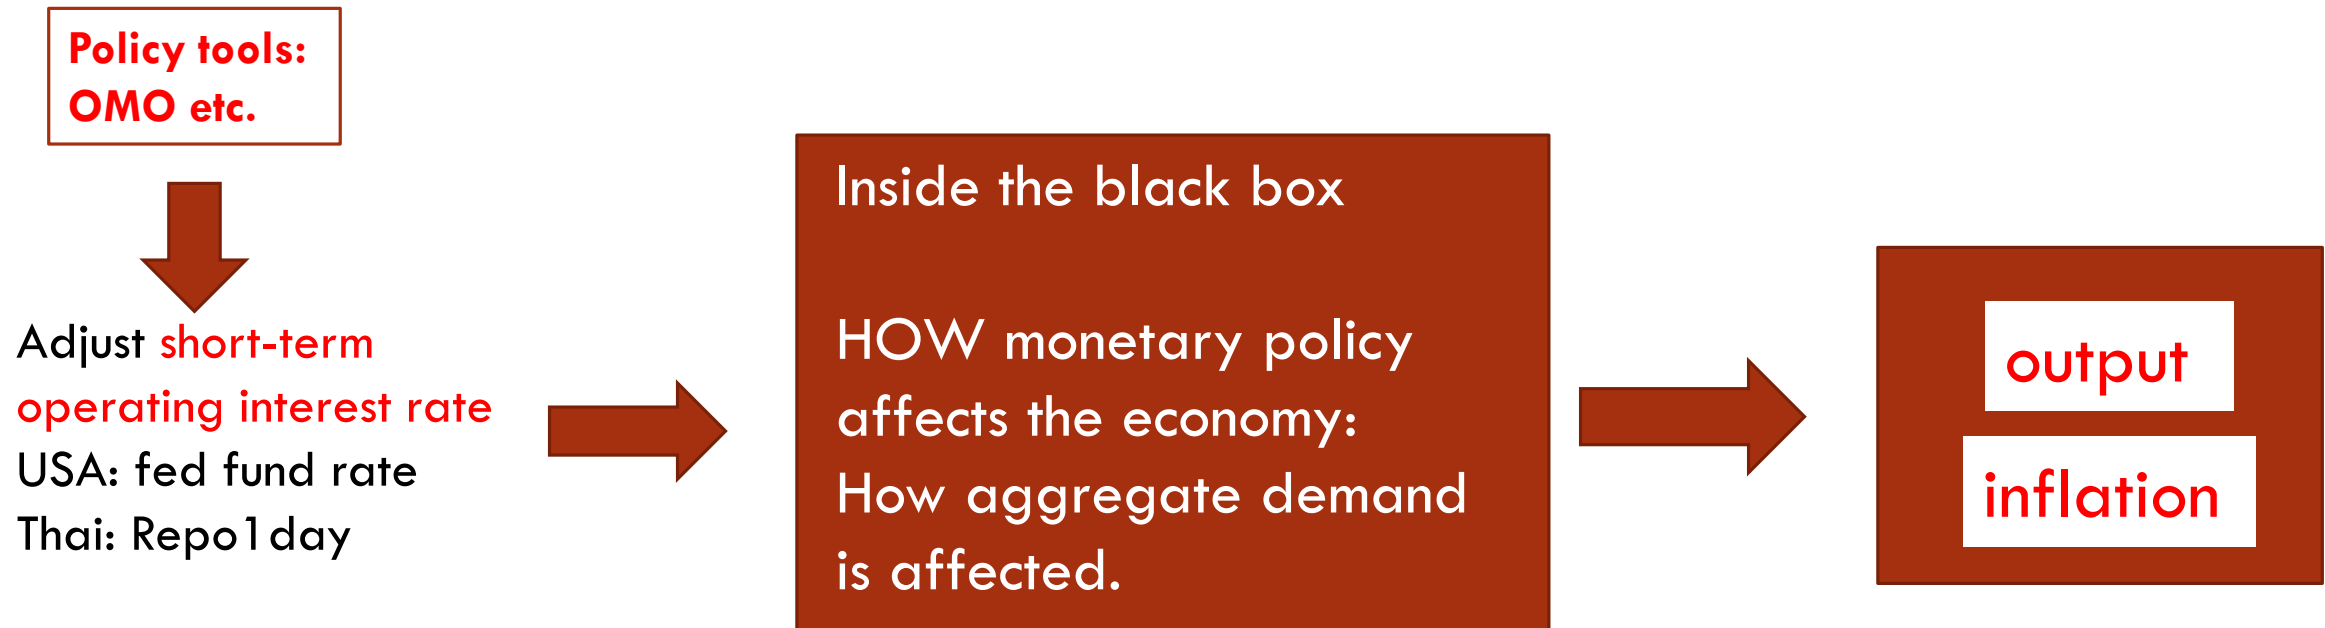 Policy tools:
OMO etc.
Adjust short-term
operating interest rate
USA: fed fund rate
Thai: Repo1day
Inside the black box
HOW monetary policy
affects the economy:
How aggregate demand
is affected.
output
inflation